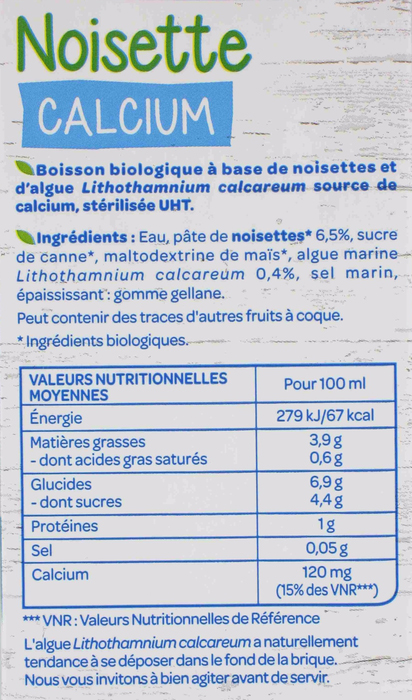 Noisette
CALCIUM
Boisson biologique à base de noisettes et
d'algue Lithothamnium calcareum source de
calcium, stérilisée UHT.
Ingrédients : Eau, pâte de noisettes* 6,5%, sucre
de canne*, maltodextrine de maïs*, algue marine
Lithothamnium calcareum 0,4%, sel marin,
épaississant : gomme gellane.
Peut contenir des traces d'autres fruits à coque.
* Ingrédients biologiques.
VALEURS NUTRITIONNELLES
MOYENNES
Pour 100 ml
Énergie 279 kJ/67 kcal
Matières grasses 3,9 g
- dont acides gras saturés 0,6 g
Glucides 6,9 g
- dont sucres 4,4 g
Protéines 1 g
Sel 0,05 g
Calcium 120 mg
(15% des VNR***)
*** VNR : Valeurs Nutritionnelles de Référence
L'algue Lithothamnium calcareum a naturellement
tendance à se déposer dans le fond de la brique.
Nous vous invitons à bien agiter avant de servir.